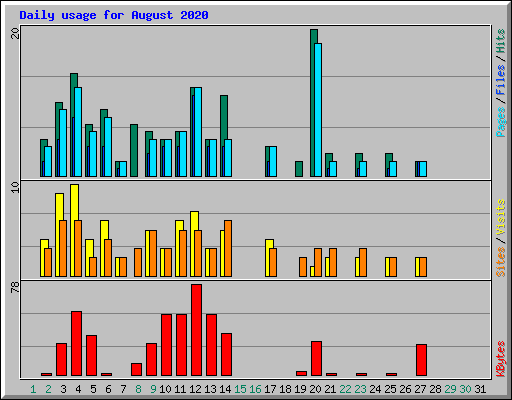 Daily usage for August 2020
20
Pages / Files / Hits
10
Sites / Visits
78
KBytes
1 2 3 4 5 6 7 8 9 10 11 12 13 14 15 16 17 18 19 20 21 22 23 24 25 26 27 28 29 30 31